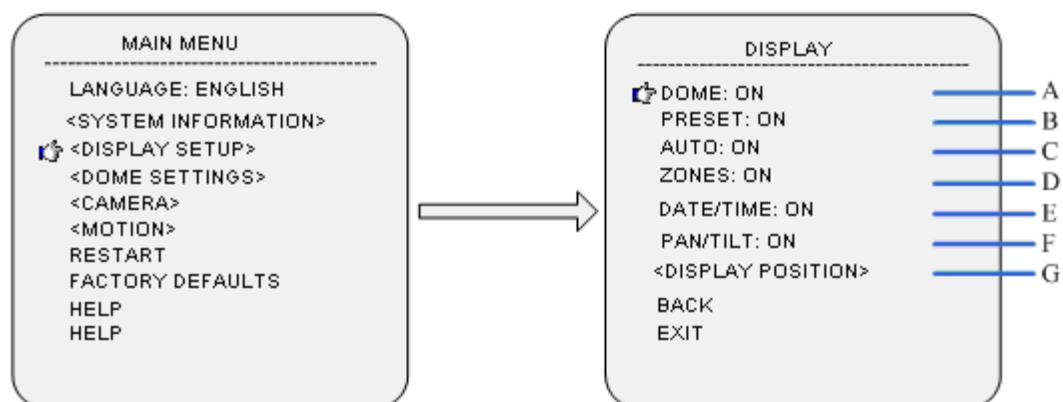 MAIN MENU
LANGUAGE: ENGLISH
<SYSTEM INFORMATION>
<DISPLAY SETUP>
<DOME SETTINGS>
<CAMERA>
<MOTION>
RESTART
FACTORY DEFAULTS
HELP
HELP
DISPLAY
DOME: ON A
PRESET: ON B
AUTO: ON C
ZONES: ON D
DATE/TIME: ON E
PAN/TILT: ON F
<DISPLAY POSITION> G
BACK
EXIT